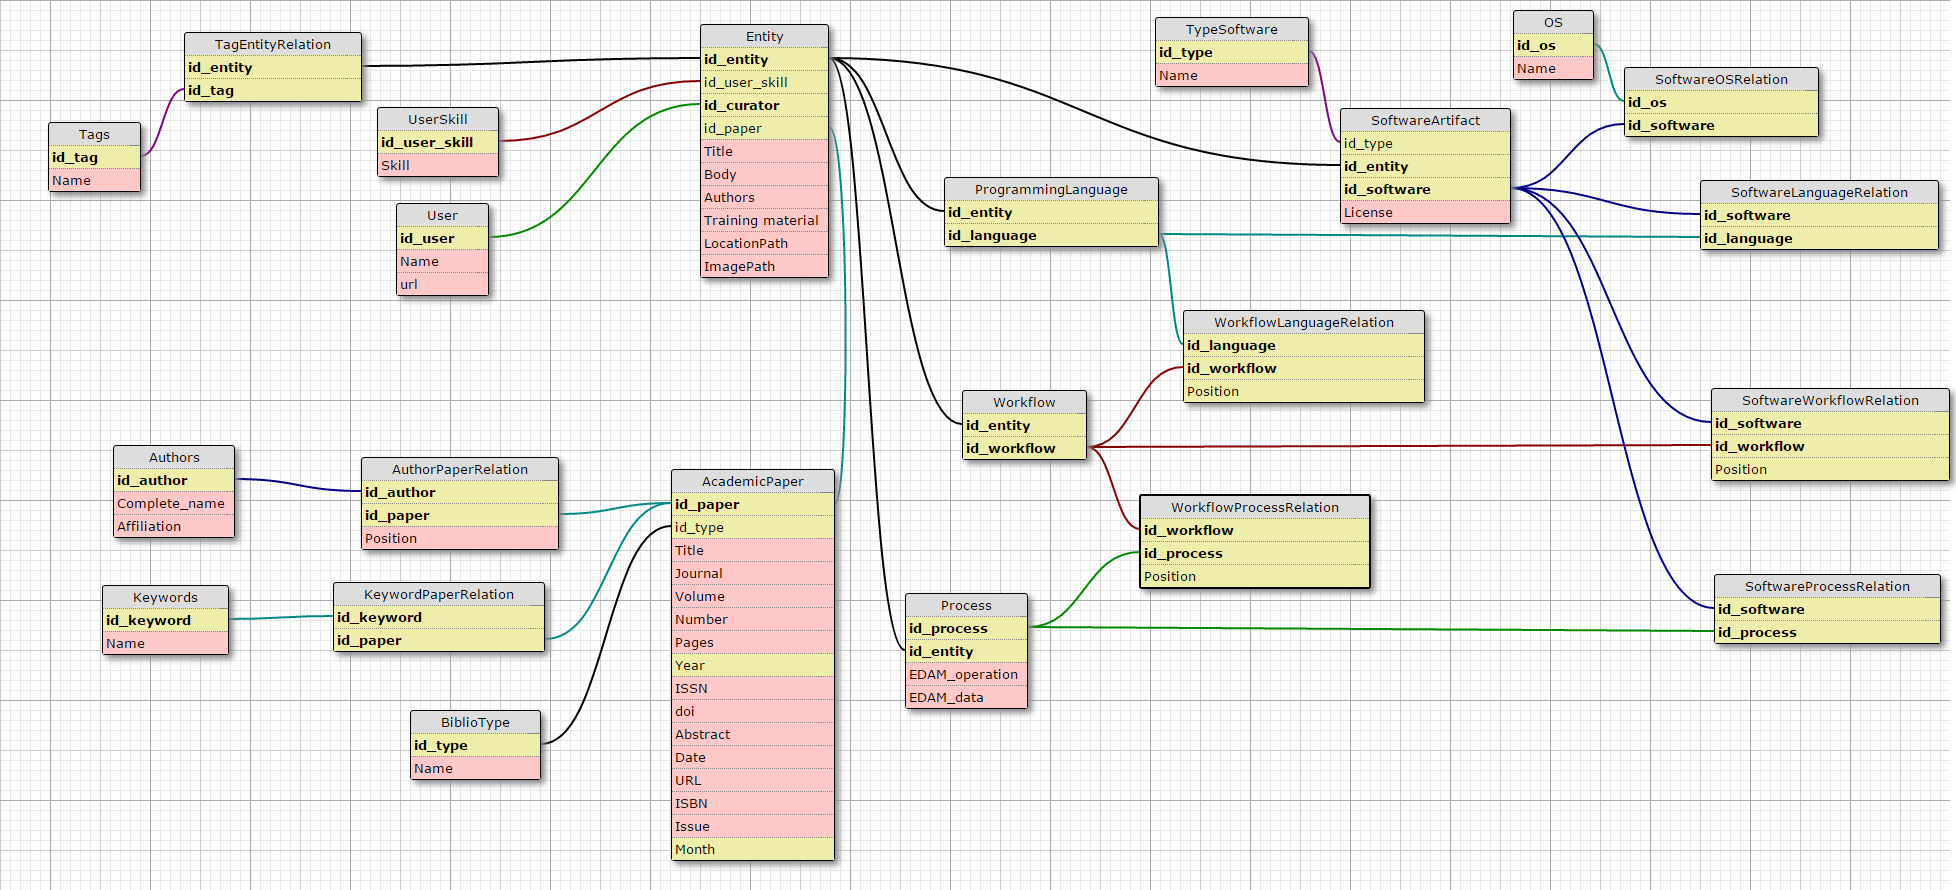 TagEntityRelation
id_entity
id_tag
Tags
id_tag
Name
UserSkill
id_user_skill
Skill
User
id_user
Name
url
Entity
id_entity
id_user_skill
id_curator
id_paper
Title
Body
Authors
Training material
LocationPath
ImagePath
TypeSoftware
id_type
Name
OS
id_os
Name
SoftwareOSRelation
id_os
id_software
SoftwareArtifact
id_type
id_entity
id_software
License
ProgrammingLanguage
id_entity
id_language
SoftwareLanguageRelation
id_software
id_language
WorkflowLanguageRelation
id_language
id_workflow
Position
Workflow
id_entity
id_workflow
SoftwareWorkflowRelation
id_software
id_workflow
Position
Authors
id_author
Complete_name
Affiliation
AuthorPaperRelation
id_author
id_paper
Position
AcademicPaper
id_paper
id_type
Title
Journal
Volume
Number
Pages
Year
ISSN
doi
Abstract
Date
URL
ISBN
Issue
Month
WorkflowProcessRelation
id_workflow
id_process
Position
Keywords
id_keyword
Name
KeywordPaperRelation
id_keyword
id_paper
Process
id_process
id_entity
EDAM_operation
EDAM_data
SoftwareProcessRelation
id_software
id_process
BiblioType
id_type
Name